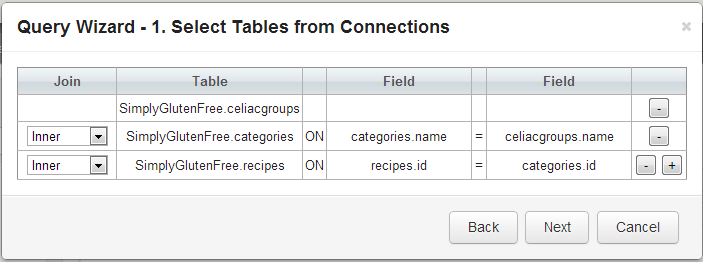 Query Wizard - 1. Select Tables from Connections ×
Join Table Field Field
SimplyGlutenFree.celiacgroups -
Inner SimplyGlutenFree.categories ON categories.name = celiacgroups.name -
Inner SimplyGlutenFree.recipes ON recipes.id = categories.id - +
Back Next Cancel